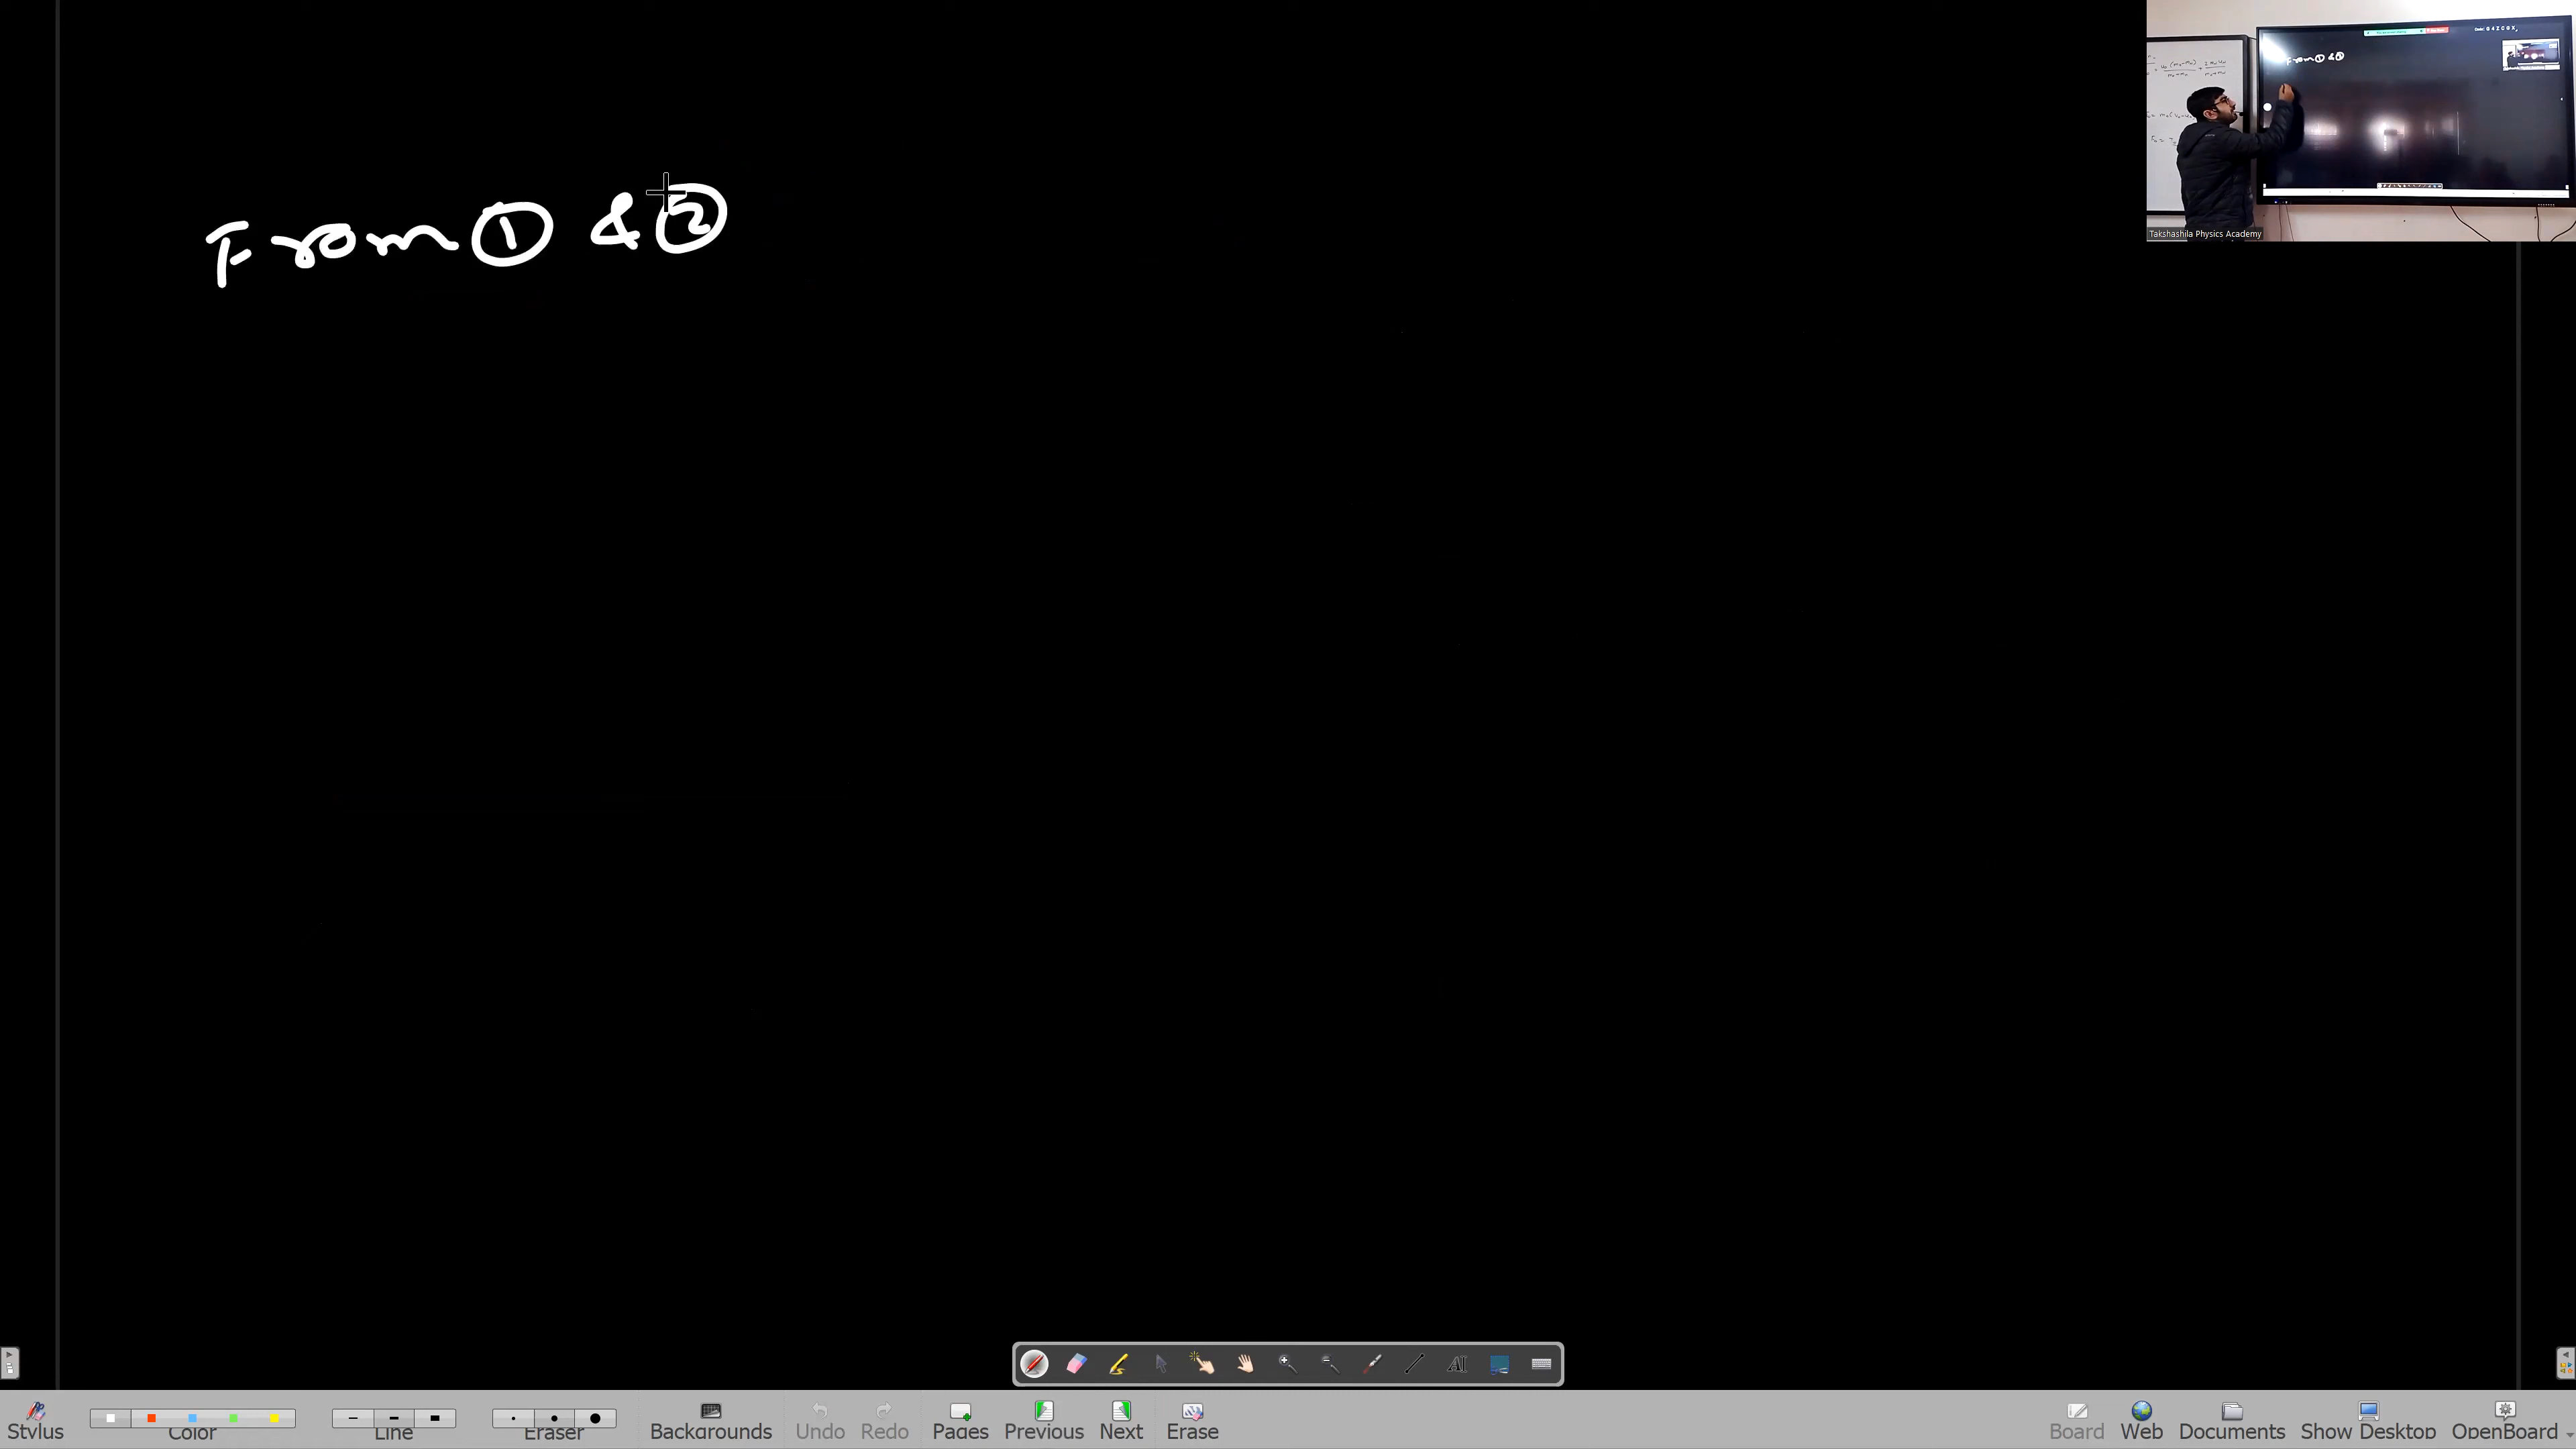 From ① & ②
Takshashila Physics Academy
Stylus
Color
Line
Eraser
Backgrounds
Undo
Redo
Pages
Previous
Next
Erase
Board
Web
Documents
Show Desktop
OpenBoard